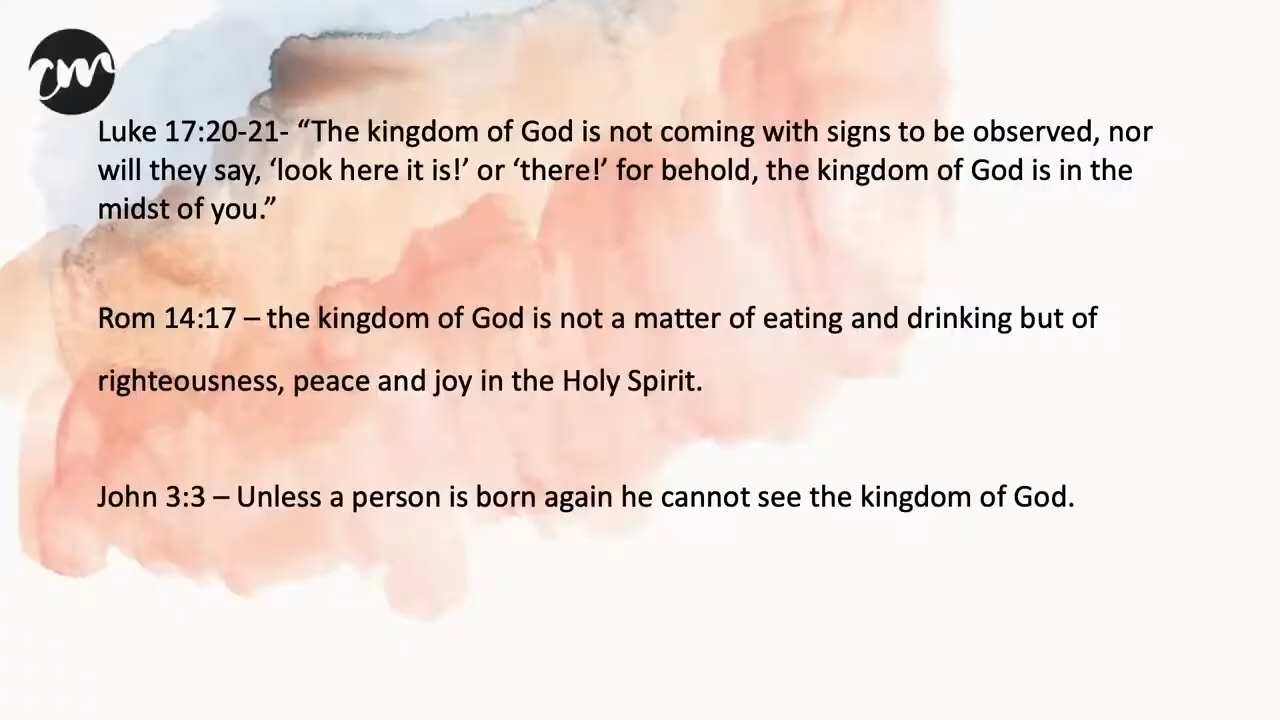 cm
Luke 17:20-21- “The kingdom of God is not coming with signs to be observed, nor
will they say, ‘look here it is!’ or ‘there!’ for behold, the kingdom of God is in the
midst of you.”
Rom 14:17 – the kingdom of God is not a matter of eating and drinking but of
righteousness, peace and joy in the Holy Spirit.
John 3:3 – Unless a person is born again he cannot see the kingdom of God.